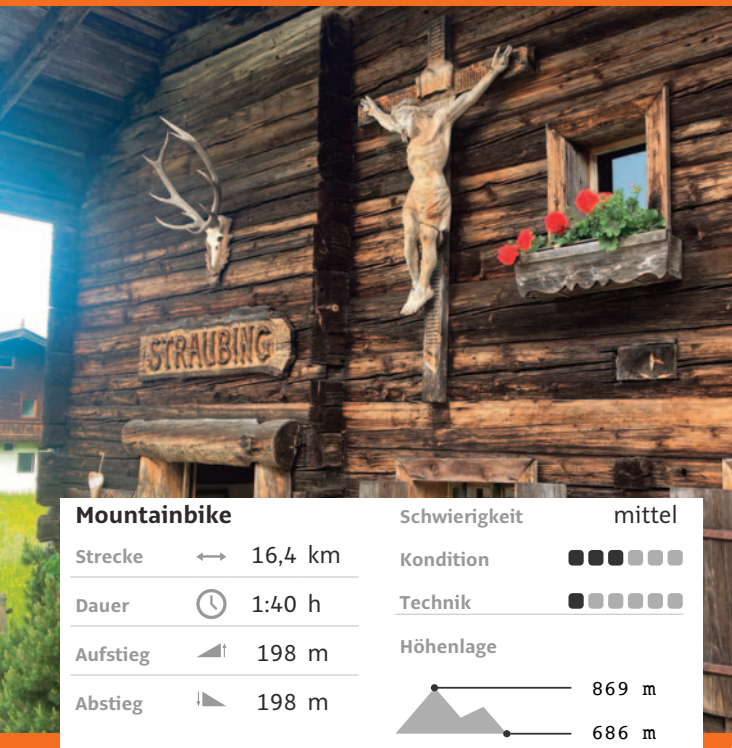 STRAUBING
Mountainbike
Strecke 16,4 km
Dauer 1:40 h
Aufstieg 198 m
Abstieg 198 m
Schwierigkeit mittel
Kondition
Technik
Höhenlage
869 m
686 m